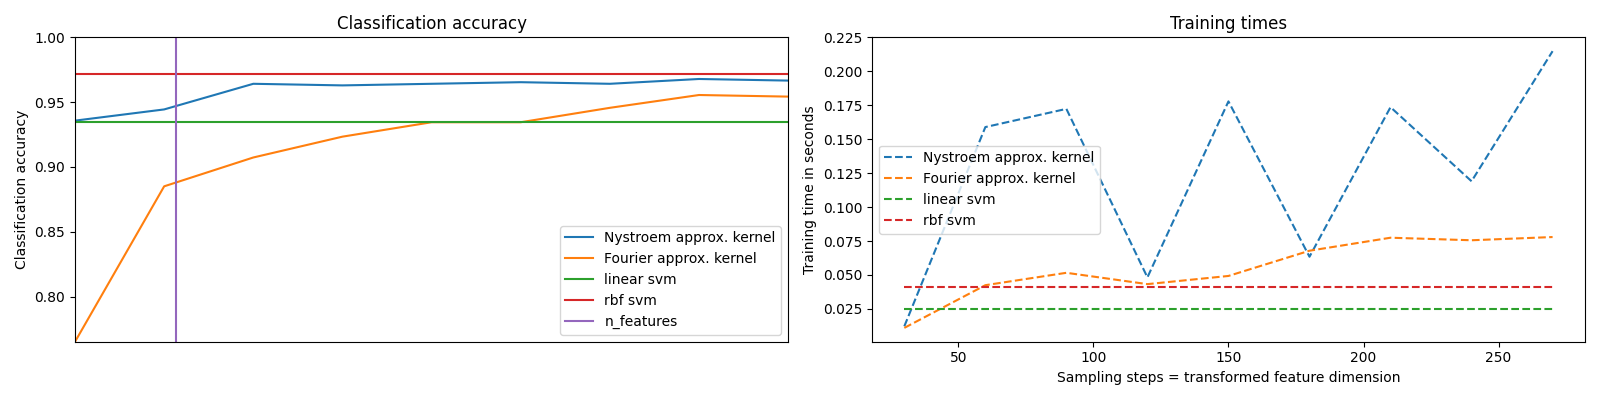 Classification accuracy
1.00
0.95
0.90
0.85
0.80
Classification accuracy
Nystroem approx. kernel
Fourier approx. kernel
linear svm
rbf svm
n_features
Training times
0.225
0.200
0.175
0.150
0.125
0.100
0.075
0.050
0.025
Training time in seconds
Nystroem approx. kernel
Fourier approx. kernel
linear svm
rbf svm
50
100
150
200
250
Sampling steps = transformed feature dimension